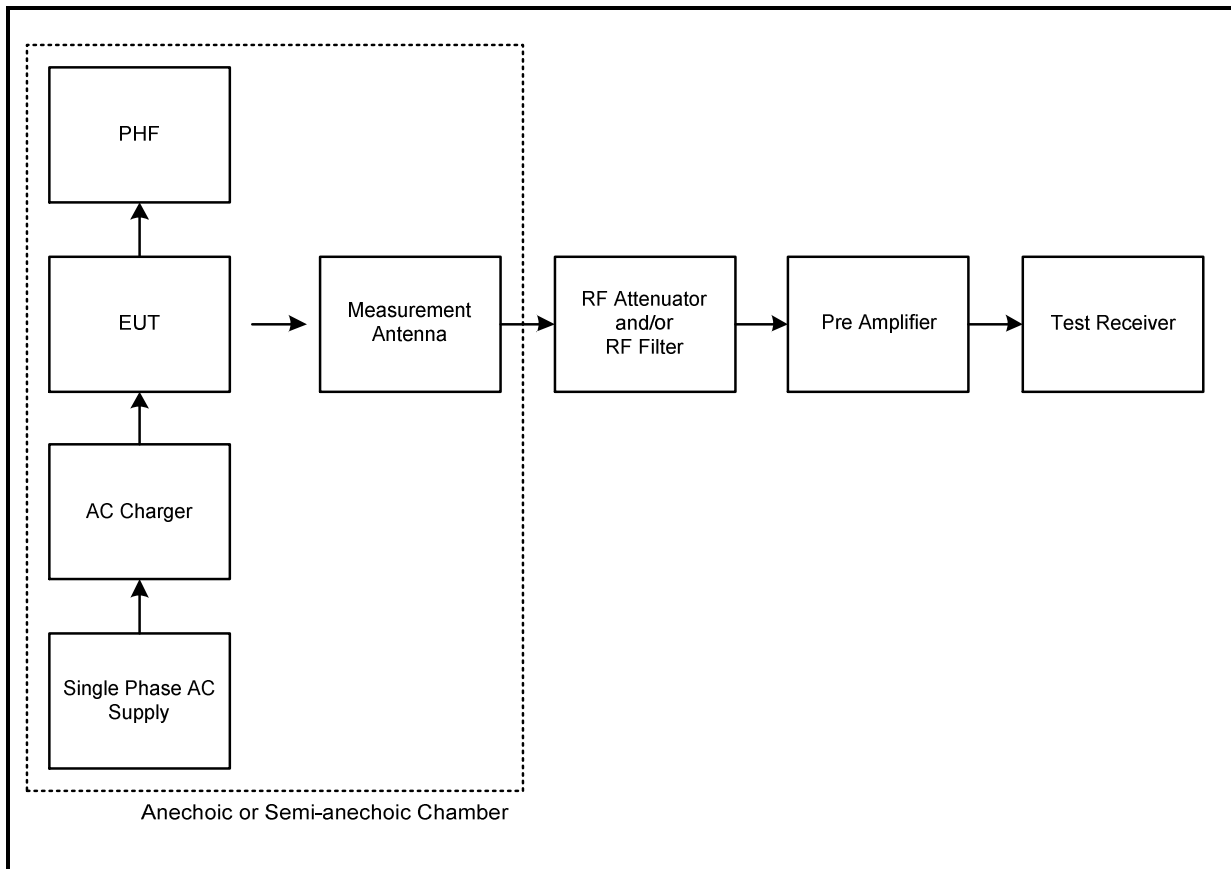 PHF
EUT
Measurement
Antenna
RF Attenuator
and/or
RF Filter
Pre Amplifier
Test Receiver
AC Charger
Single Phase AC
Supply
Anechoic or Semi-anechoic Chamber